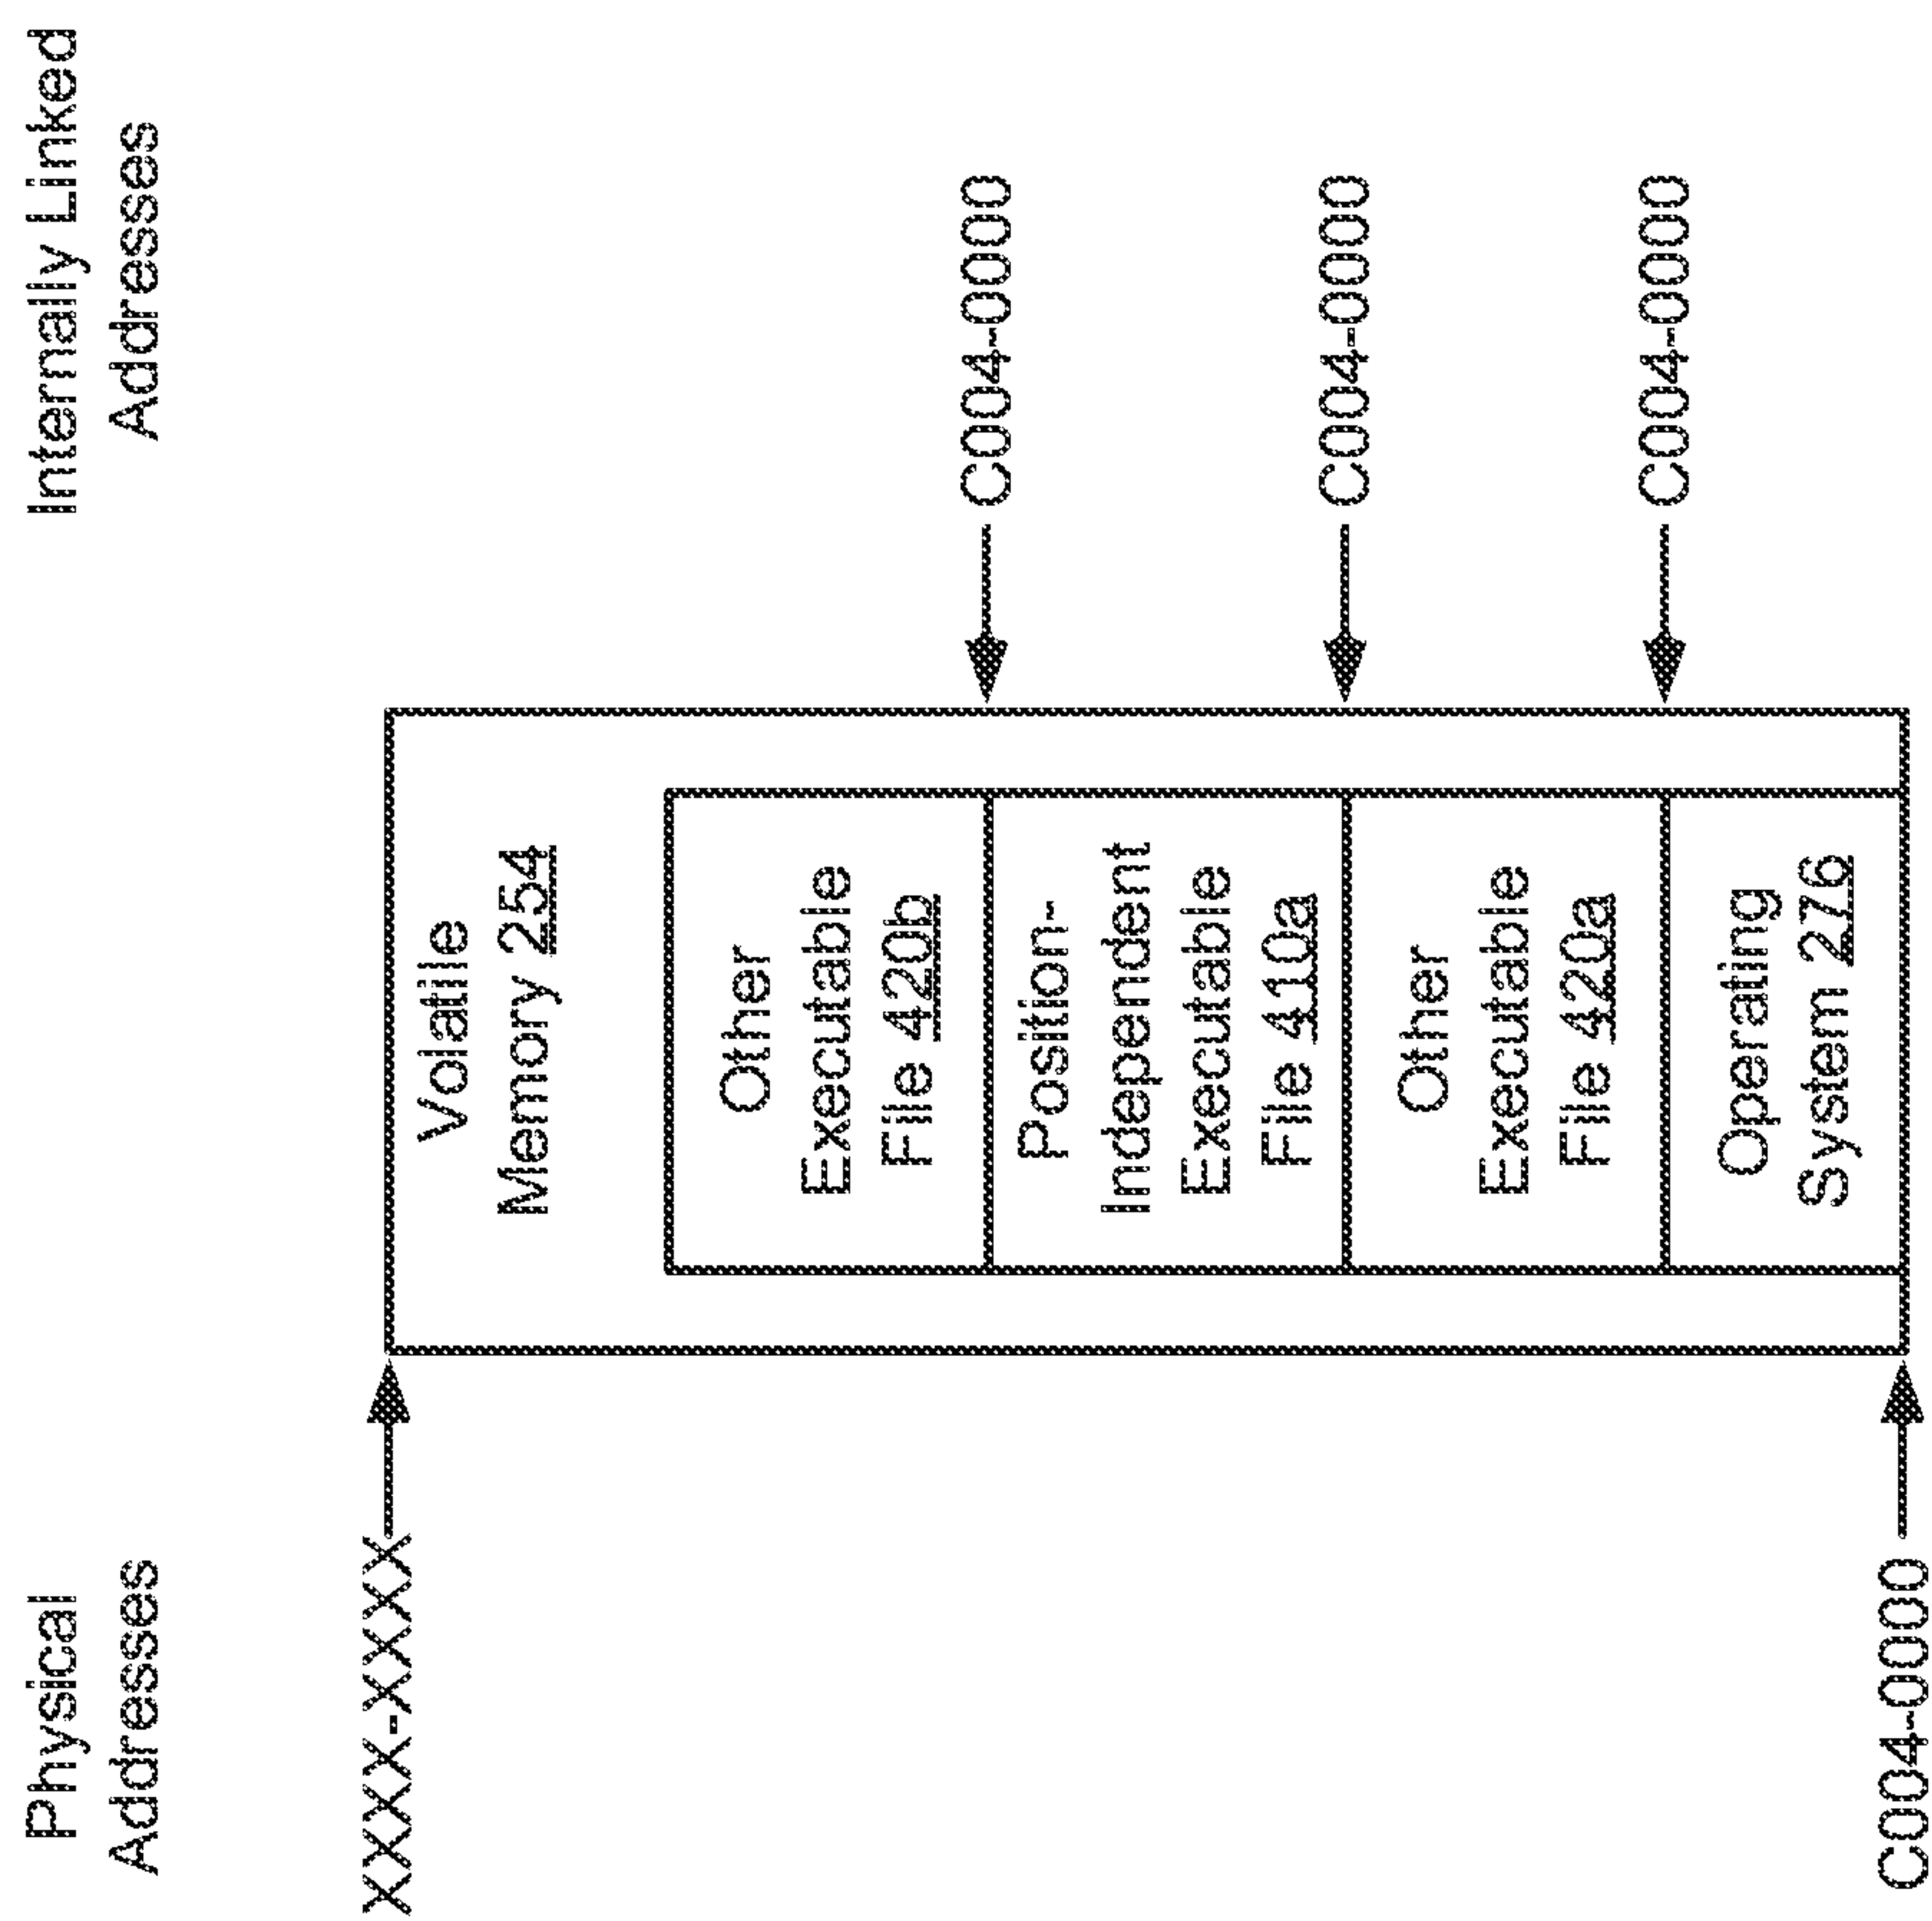 Physical
Addresses
Internally Linked
Addresses
XXXX-XXXX
Volatile
Memory 254
Other
Executable
File 420b
C004-0000
Position-
Independent
Executable
File 410a
C004-0000
Other
Executable
File 420a
C004-0000
Operating
System 276
C004-0000